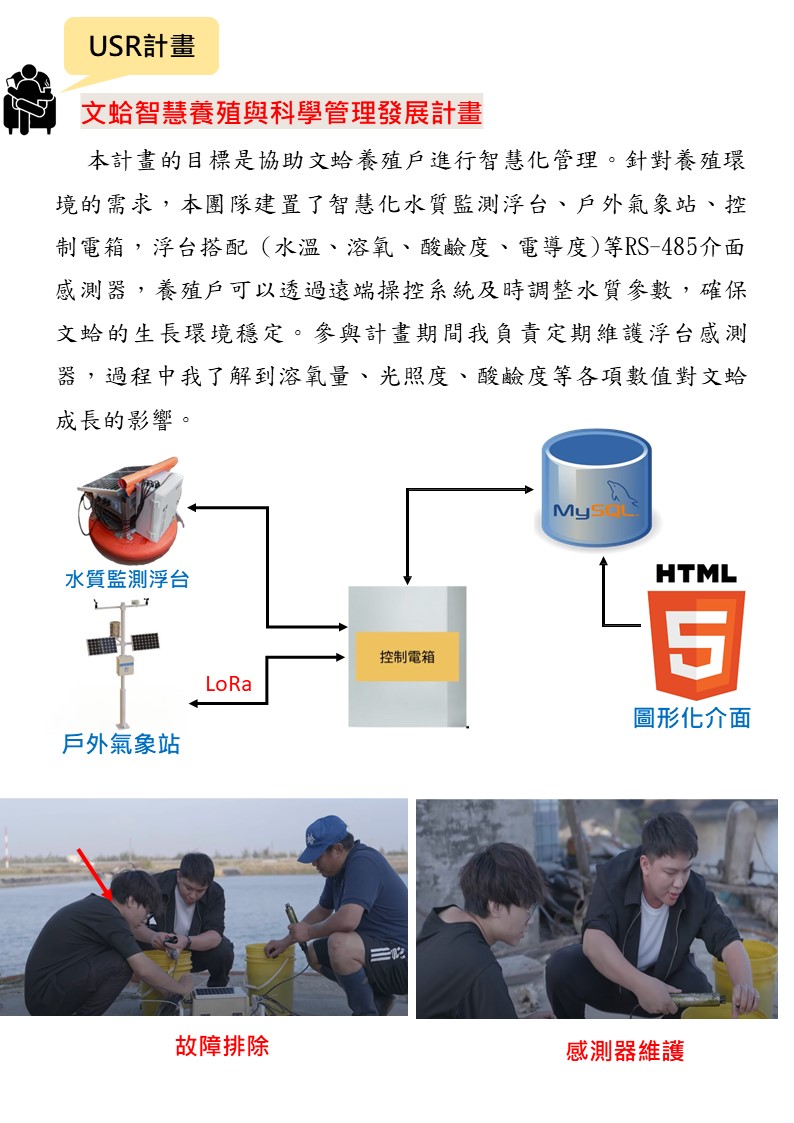 USR計畫
文蛤智慧養殖與科學管理發展計畫
本計畫的目標是協助文蛤養殖戶進行智慧化管理。針對養殖環
境的需求，本團隊建置了智慧化水質監測浮台、戶外氣象站、控
制電箱，浮台搭配 (水溫、溶氧、酸鹼度、電導度)等RS-485介面
感測器，養殖戶可以透過遠端操控系統及時調整水質參數，確保
文蛤的生長環境穩定。參與計畫期間我負責定期維護浮台感測
器，過程中我了解到溶氧量、光照度、酸鹼度等各項數值對文蛤
成長的影響。
MySQL
水質監測浮台
HTML
5
控制電箱
LoRa
圖形化介面
戶外氣象站
故障排除
感測器維護